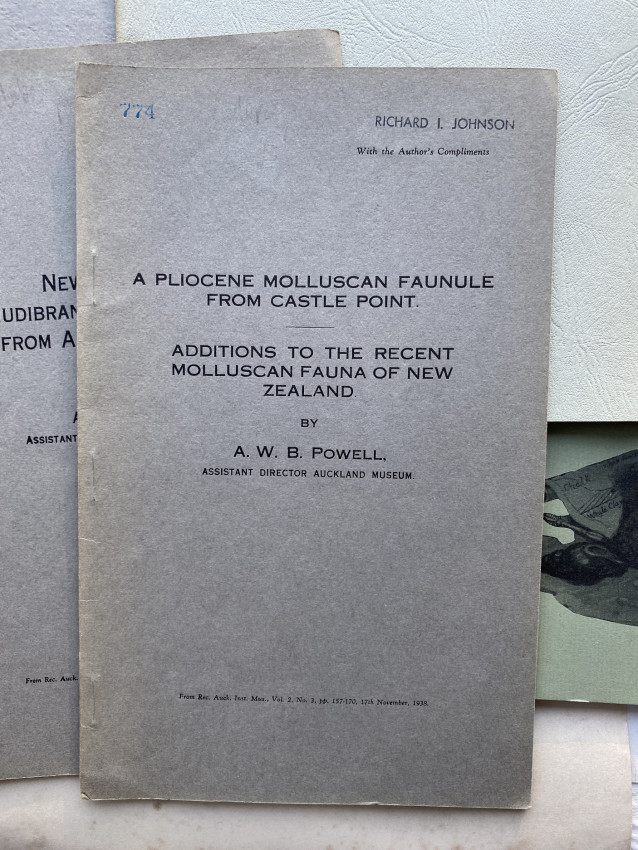 774
RICHARD I. JOHNSON
With the Author's Compliments
A PLIOCENE MOLLUSCAN FAUNULE
FROM CASTLE POINT.
ADDITIONS TO THE RECENT
MOLLUSCAN FAUNA OF NEW
ZEALAND.
BY
A. W. B. POWELL,
ASSISTANT DIRECTOR AUCKLAND MUSEUM.
From Rec. Auck. Inst. Mus., Vol. 2, No. 3, pp. 157-170, 17th November, 1938.
NEW
UDIBRAN
FROM A
ASSISTANT
From Rec. Auck.
Chalk